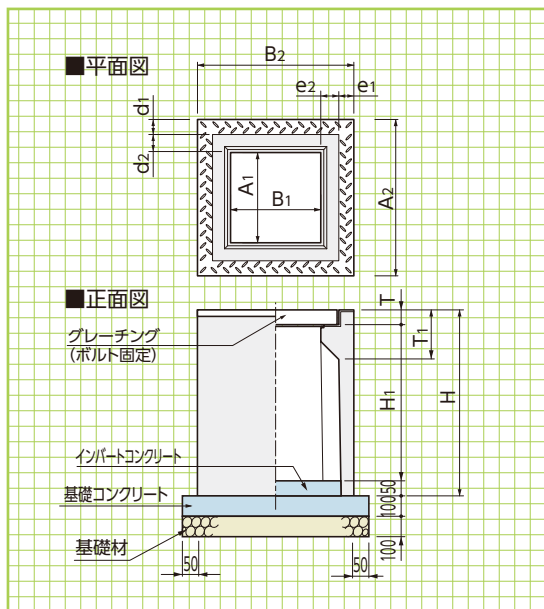 ■平面図
B2
e2 e1
d1
d2
A1
B1
A2
■正面図
グレーチング
(ボルト固定)
T
T1
H1
H
インバートコンクリート
50
基礎コンクリート
100
基礎材
100
50
50